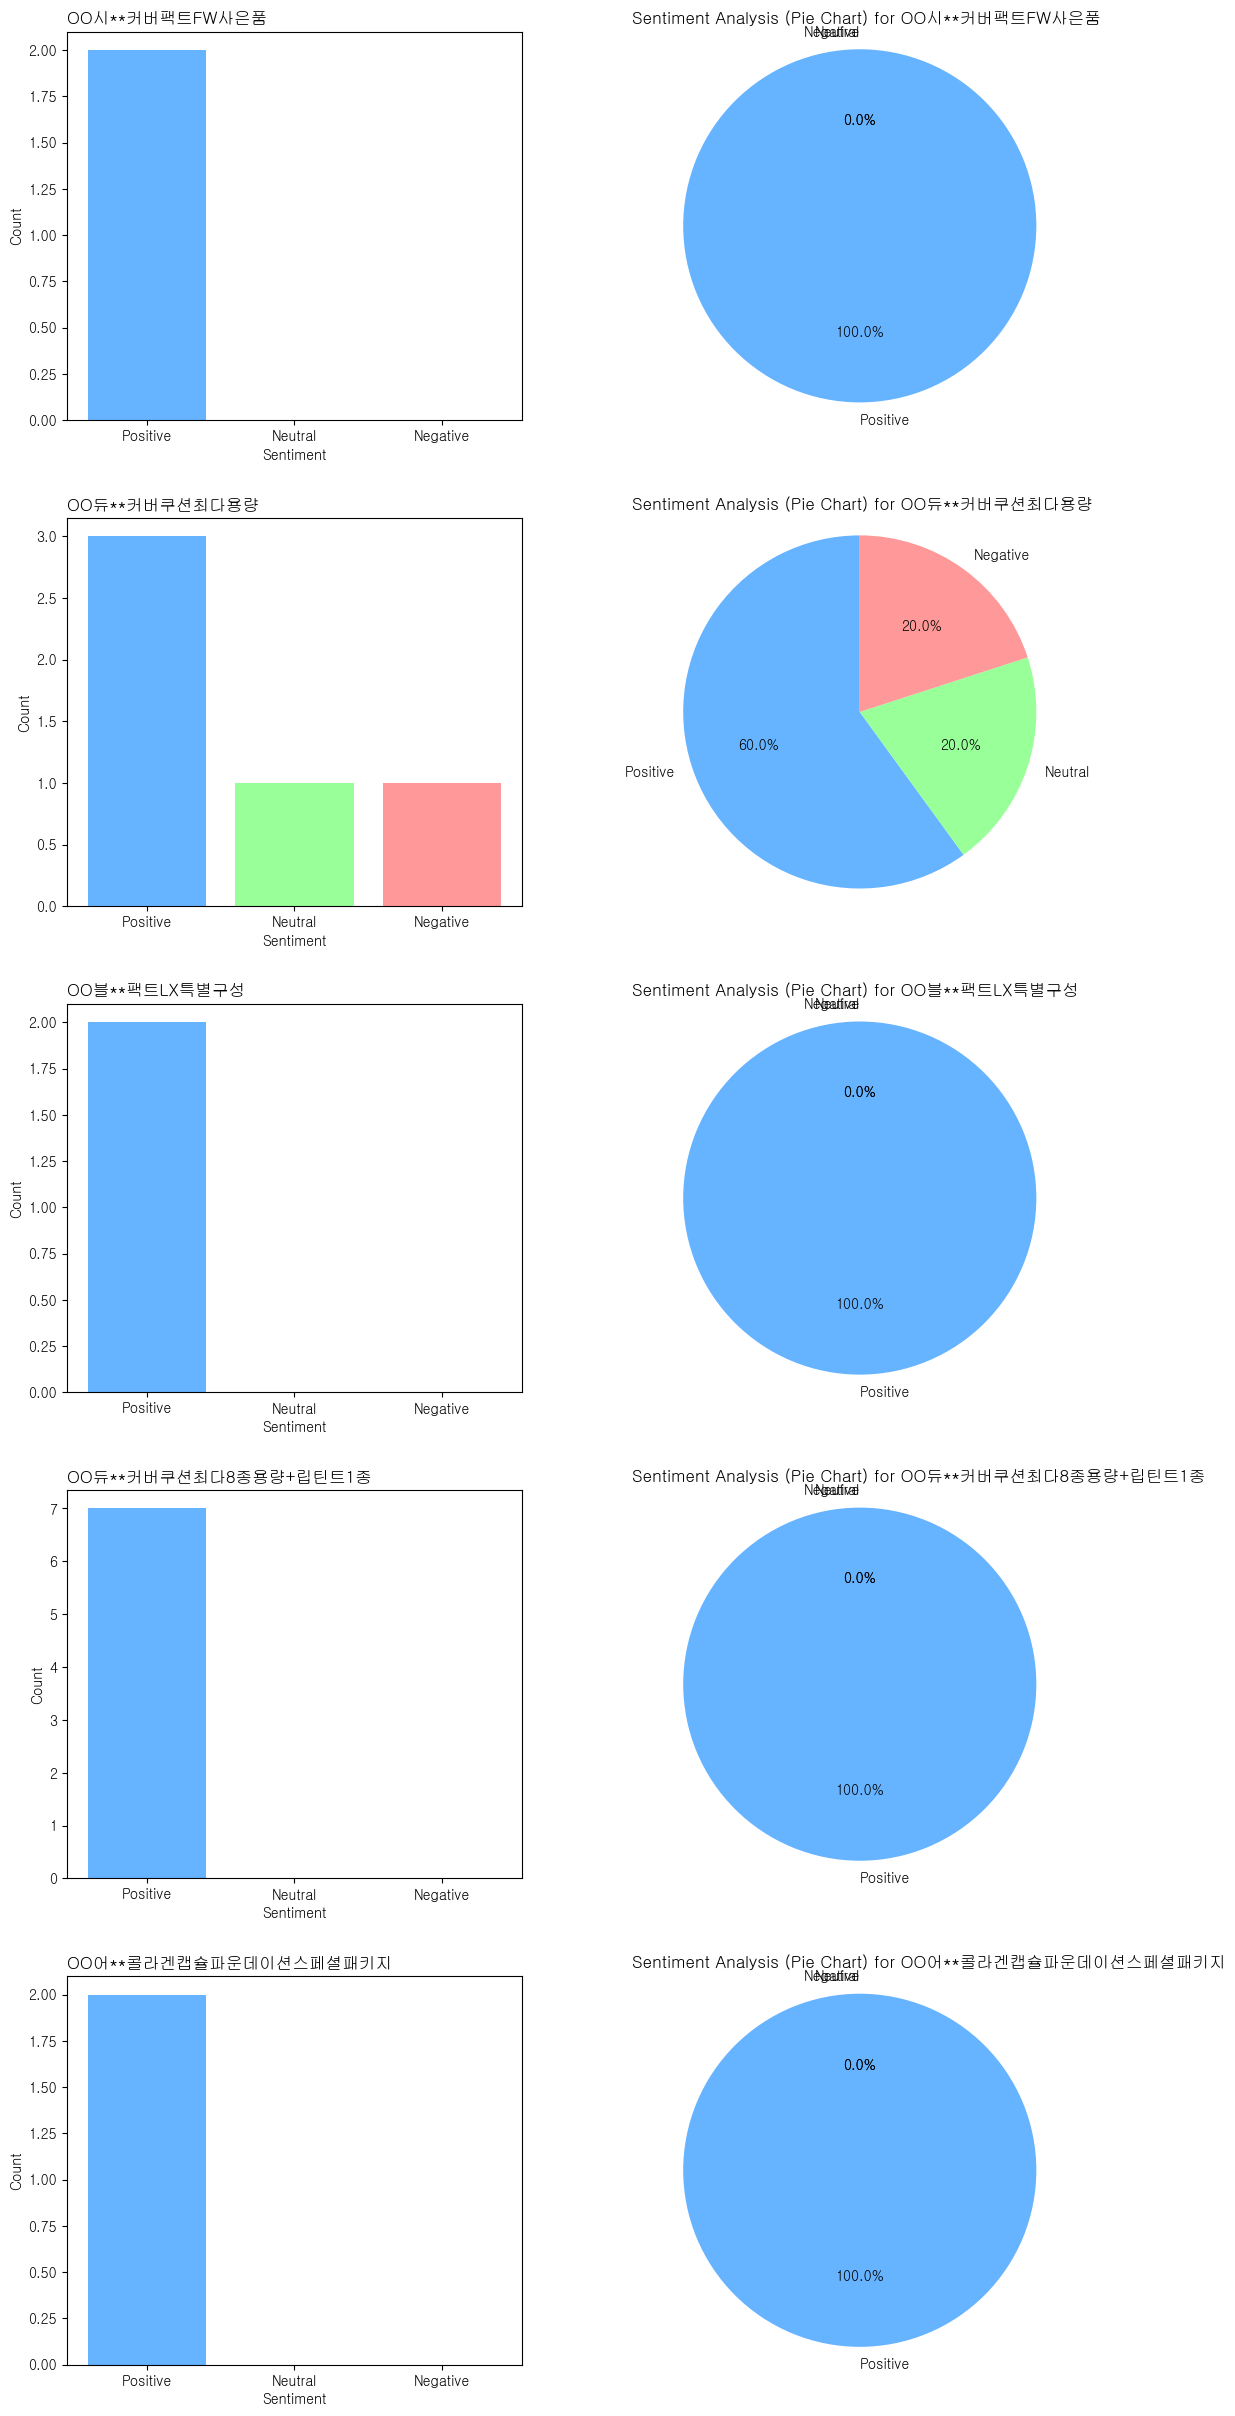 OO시**커버팩트FW사은품
2.00
1.75
1.50
1.25
1.00
0.75
0.50
0.25
0.00
Count
Positive Neutral Negative
Sentiment
Sentiment Analysis (Pie Chart) for OO시**커버팩트FW사은품
Negative Neutral
0.0%
100.0%
Positive
OO듀**커버쿠션최다용량
3.0
2.5
2.0
1.5
1.0
0.5
0.0
Count
Positive Neutral Negative
Sentiment
Sentiment Analysis (Pie Chart) for OO듀**커버쿠션최다용량
Negative
20.0%
60.0% 20.0%
Positive Neutral
OO블**팩트LX특별구성
2.00
1.75
1.50
1.25
1.00
0.75
0.50
0.25
0.00
Count
Positive Neutral Negative
Sentiment
Sentiment Analysis (Pie Chart) for OO블**팩트LX특별구성
Negative Neutral
0.0%
100.0%
Positive
OO듀**커버쿠션최다8종용량+립틴트1종
7
6
5
4
3
2
1
0
Count
Positive Neutral Negative
Sentiment
Sentiment Analysis (Pie Chart) for OO듀**커버쿠션최다8종용량+립틴트1종
Negative Neutral
0.0%
100.0%
Positive
OO어**콜라겐캡슐파운데이션스페셜패키지
2.00
1.75
1.50
1.25
1.00
0.75
0.50
0.25
0.00
Count
Positive Neutral Negative
Sentiment
Sentiment Analysis (Pie Chart) for OO어**콜라겐캡슐파운데이션스페셜패키지
Negative Neutral
0.0%
100.0%
Positive